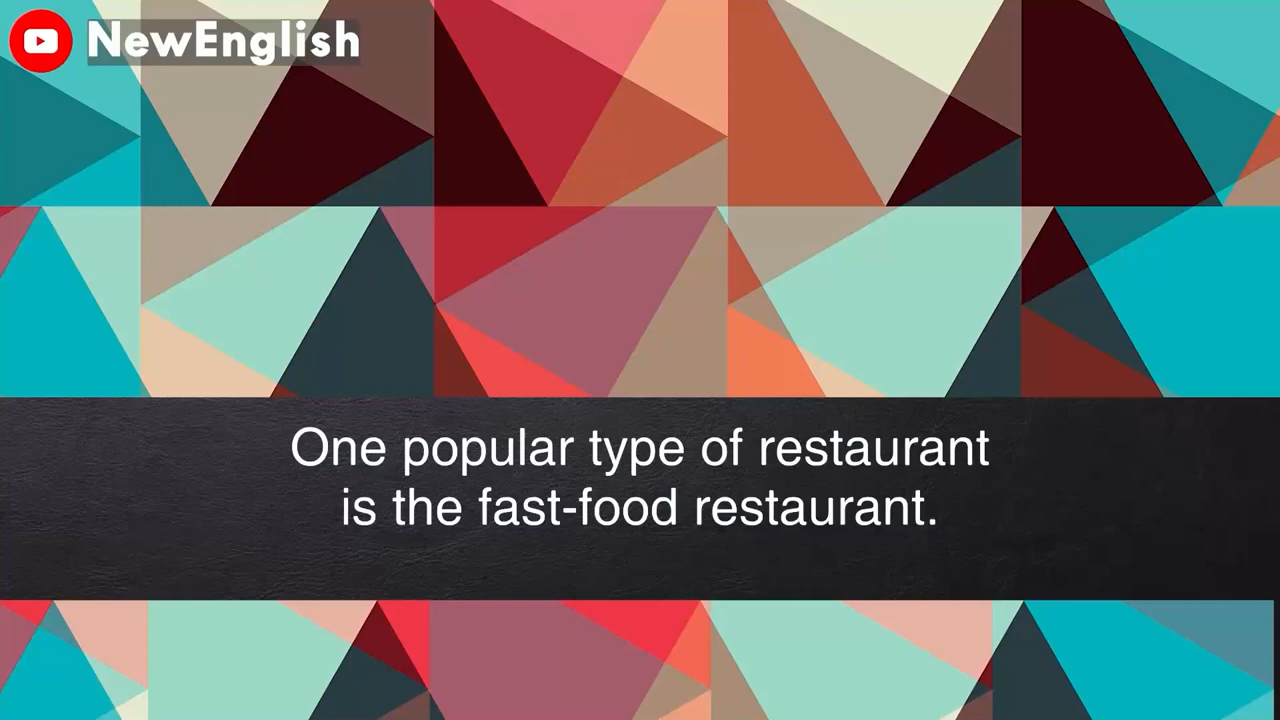 NewEnglish
One popular type of restaurant
is the fast-food restaurant.